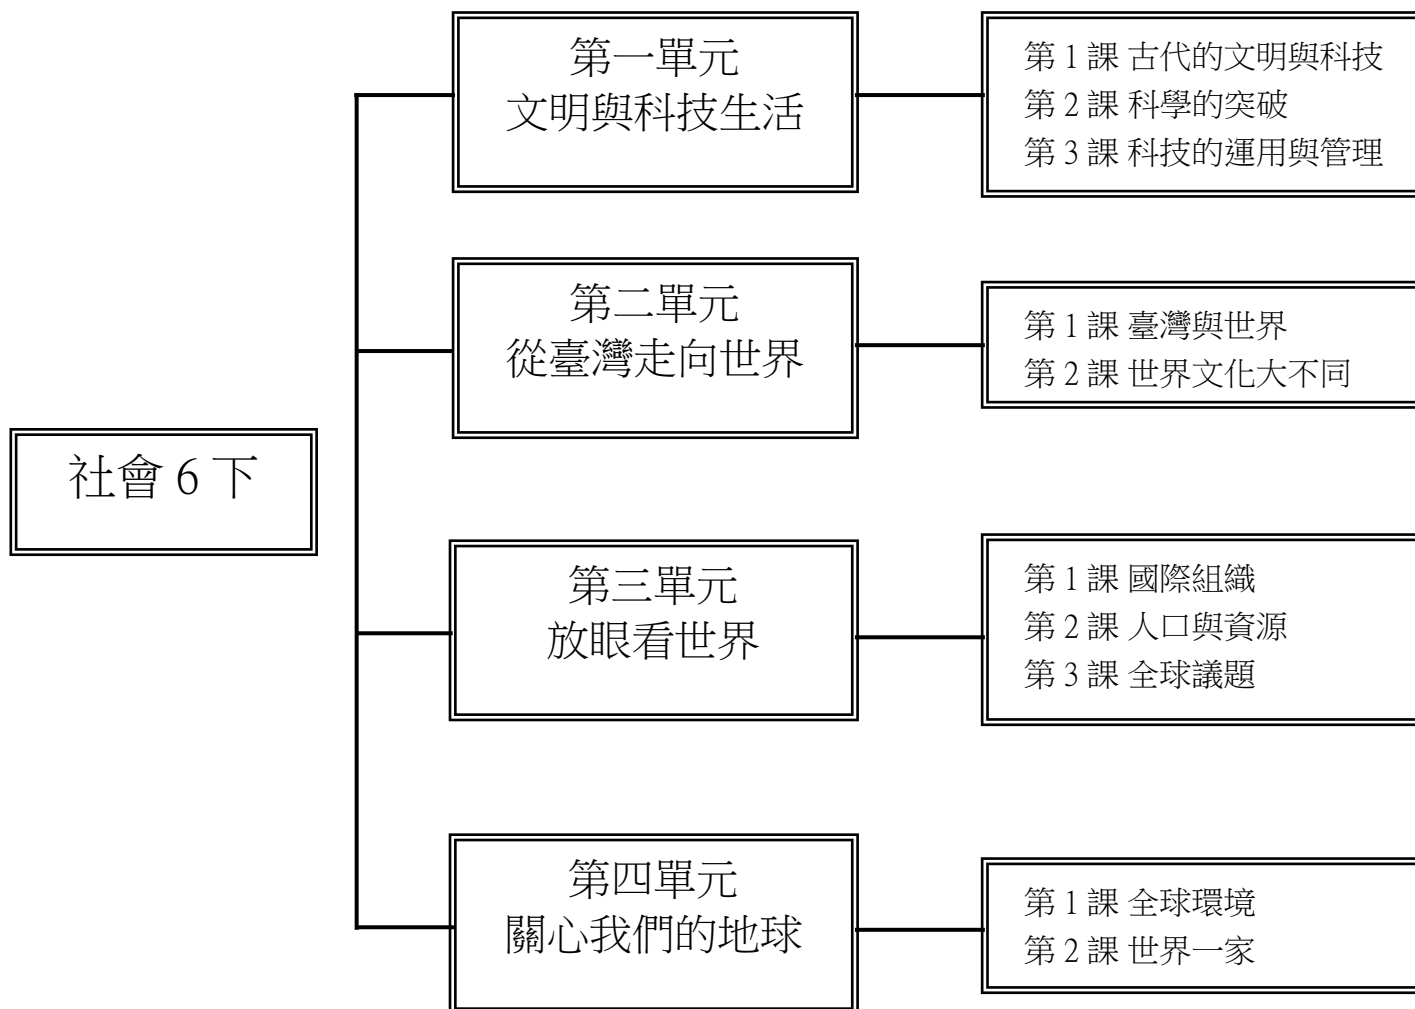 社會 6 下
第一單元
文明與科技生活
第 1 課 古代的文明與科技
第 2 課 科學的突破
第 3 課 科技的運用與管理
第二單元
從臺灣走向世界
第 1 課 臺灣與世界
第 2 課 世界文化大不同
第三單元
放眼看世界
第 1 課 國際組織
第 2 課 人口與資源
第 3 課 全球議題
第四單元
關心我們的地球
第 1 課 全球環境
第 2 課 世界一家